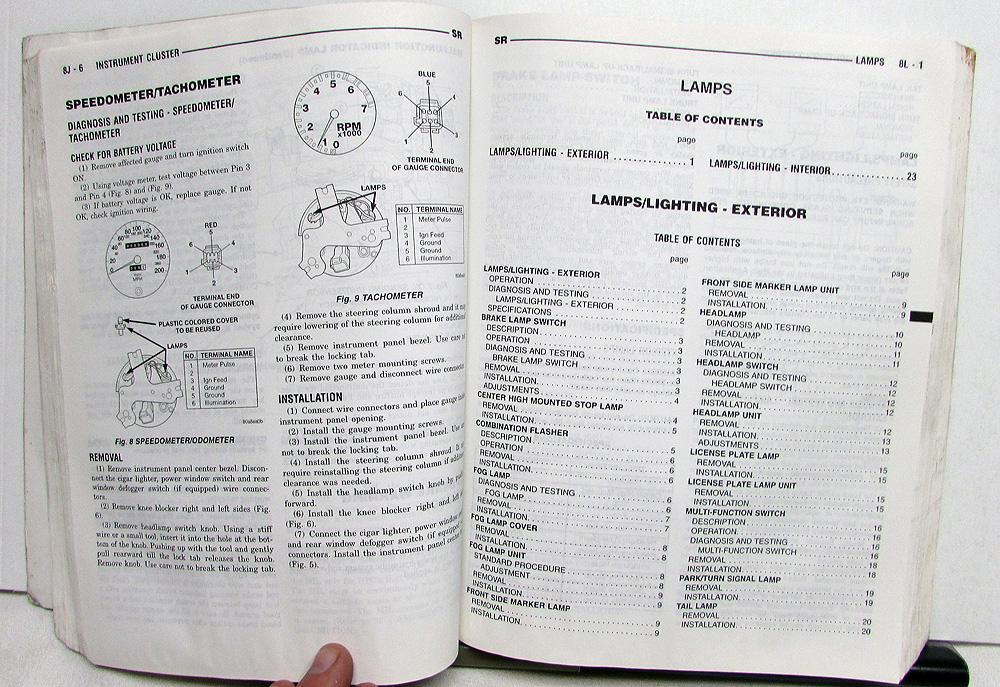 8J - 6 INSTRUMENT CLUSTER
SR
SPEEDOMETER/TACHOMETER
DIAGNOSIS AND TESTING - SPEEDOMETER/
TACHOMETER
CHECK FOR BATTERY VOLTAGE
(1) Remove affected gauge and turn ignition switch
ON.
(2) Using voltage meter, test voltage between Pin 3
and Pin 4 (Fig. 8) and (Fig. 9).
(3) If battery voltage is OK, replace gauge. If not
OK, check ignition wiring.
RED
5
6
4
1
3
2
TERMINAL END
OF GAUGE CONNECTOR
PLASTIC COLORED COVER
TO BE REUSED
LAMPS
NO. TERMINAL NAME
1 Meter Pulse
2
3 Ign Feed
4 Ground
5 Ground
6 Illumination
Fig. 8 SPEEDOMETER/ODOMETER
REMOVAL
(1) Remove instrument panel center bezel. Discon-
nect the cigar lighter, power window switch and rear
window defogger switch (if equipped) wire connec-
tors.
(2) Remove knee blocker right and left sides (Fig.
6).
(3) Remove headlamp switch knob. Using a stiff
wire or a small tool, insert it into the hole at the bot-
tom of the knob. Pushing up with the tool and gently
pull rearward till the lock tab releases the knob.
Remove knob. Use care not to break the locking tab.
0 1 2 3 4 5 6 7
RPM
x1000
BLUE
5
6
4
1
3
2
TERMINAL END
OF GAUGE CONNECTOR
LAMPS
NO. TERMINAL NAME
1 Meter Pulse
2
3 Ign Feed
4 Ground
5 Ground
6 Illumination
Fig. 9 TACHOMETER
(4) Remove the steering column shroud and it may
require lowering of the steering column for additional
clearance.
(5) Remove instrument panel bezel. Use care
to break the locking tab.
(6) Remove two meter mounting screws.
(7) Remove gauge and disconnect wire
INSTALLATION
(1) Connect wire connectors and place gauge
instrument panel opening.
(2) Install the gauge mounting screws.
(3) Install the instrument panel bezel. Use
not to break the locking tab.
(4) Install the steering column shroud. It
require reinstalling the steering column if
clearance was needed.
(5) Install the headlamp switch knob by
forward.
(6) Install the knee blocker right and left
(Fig. 6).
(7) Connect the cigar lighter, power window
and rear window defogger switch (if equipped)
connectors. Install the instrument panel center
(Fig. 5).
SR
LAMPS 8L - 1
LAMPS
TABLE OF CONTENTS
page
page
LAMPS/LIGHTING - EXTERIOR . . . . . . . . . . . . . 1
LAMPS/LIGHTING - INTERIOR . . . . . . . . . . . . . 23
LAMPS/LIGHTING - EXTERIOR
TABLE OF CONTENTS
page
LAMPS/LIGHTING - EXTERIOR
OPERATION . . . 2
DIAGNOSIS AND TESTING
LAMPS/LIGHTING - EXTERIOR . . . 2
SPECIFICATIONS . . . 2
BRAKE LAMP SWITCH
DESCRIPTION . . . 3
OPERATION . . . 3
DIAGNOSIS AND TESTING
BRAKE LAMP SWITCH . . . 3
REMOVAL . . . 3
INSTALLATION . . . 3
ADJUSTMENTS . . . 4
CENTER HIGH MOUNTED STOP LAMP
REMOVAL . . . 4
INSTALLATION . . . 5
COMBINATION FLASHER
DESCRIPTION . . . 5
OPERATION . . . 6
REMOVAL . . . 6
INSTALLATION . . . 6
FOG LAMP
DIAGNOSIS AND TESTING
FOG LAMP . . . 6
REMOVAL . . . 7
INSTALLATION . . . 7
FOG LAMP COVER
REMOVAL . . . 8
INSTALLATION . . . 8
FOG LAMP UNIT
STANDARD PROCEDURE
ADJUSTMENT . . . 8
REMOVAL . . . 8
INSTALLATION . . . 9
FRONT SIDE MARKER LAMP
REMOVAL . . . 9
INSTALLATION . . . 9
page
FRONT SIDE MARKER LAMP UNIT
REMOVAL . . . 9
INSTALLATION . . . 9
HEADLAMP
DIAGNOSIS AND TESTING
HEADLAMP . . . 10
REMOVAL . . . 10
INSTALLATION . . . 11
HEADLAMP SWITCH
DIAGNOSIS AND TESTING
HEADLAMP SWITCH . . . 12
REMOVAL . . . 12
INSTALLATION . . . 12
HEADLAMP UNIT
REMOVAL . . . 12
INSTALLATION . . . 13
ADJUSTMENTS . . . 13
LICENSE PLATE LAMP
REMOVAL . . . 15
INSTALLATION . . . 15
LICENSE PLATE LAMP UNIT
REMOVAL . . . 15
INSTALLATION . . . 15
MULTI-FUNCTION SWITCH
DESCRIPTION . . . 16
OPERATION . . . 16
DIAGNOSIS AND TESTING
MULTI-FUNCTION SWITCH . . . 16
REMOVAL . . . 18
INSTALLATION . . . 18
PARK/TURN SIGNAL LAMP
REMOVAL . . . 19
INSTALLATION . . . 19
TAIL LAMP
REMOVAL . . . 20
INSTALLATION . . . 20